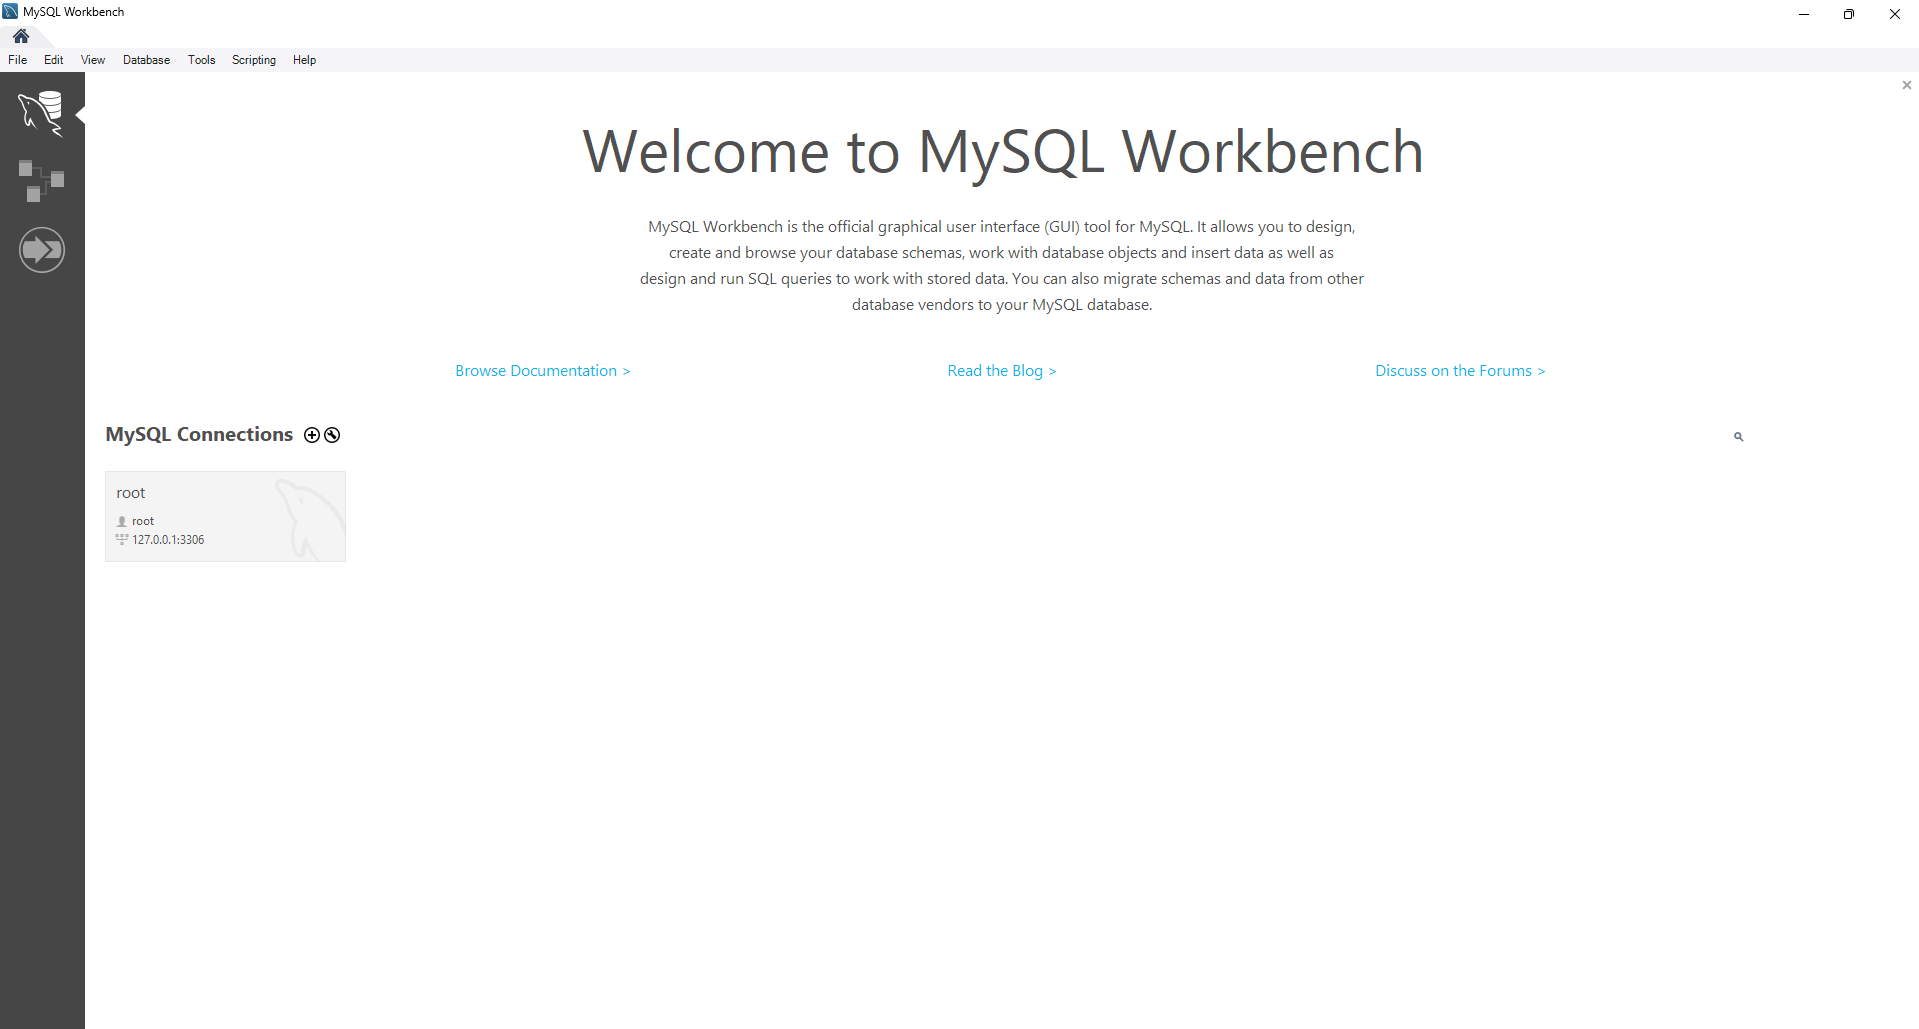 MySQL Workbench
File Edit View Database Tools Scripting Help
Welcome to MySQL Workbench
MySQL Workbench is the official graphical user interface (GUI) tool for MySQL. It allows you to design,
create and browse your database schemas, work with database objects and insert data as well as
design and run SQL queries to work with stored data. You can also migrate schemas and data from other
database vendors to your MySQL database.
Browse Documentation > Read the Blog > Discuss on the Forums >
MySQL Connections
root
root
127.0.0.1:3306